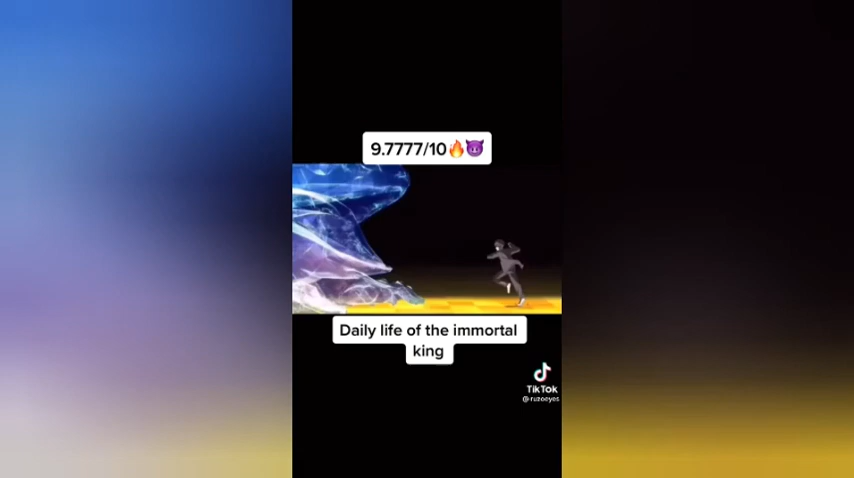 9.7777/10🔥😈
Daily life of the immortal
king
TikTok
@ruzoeyes